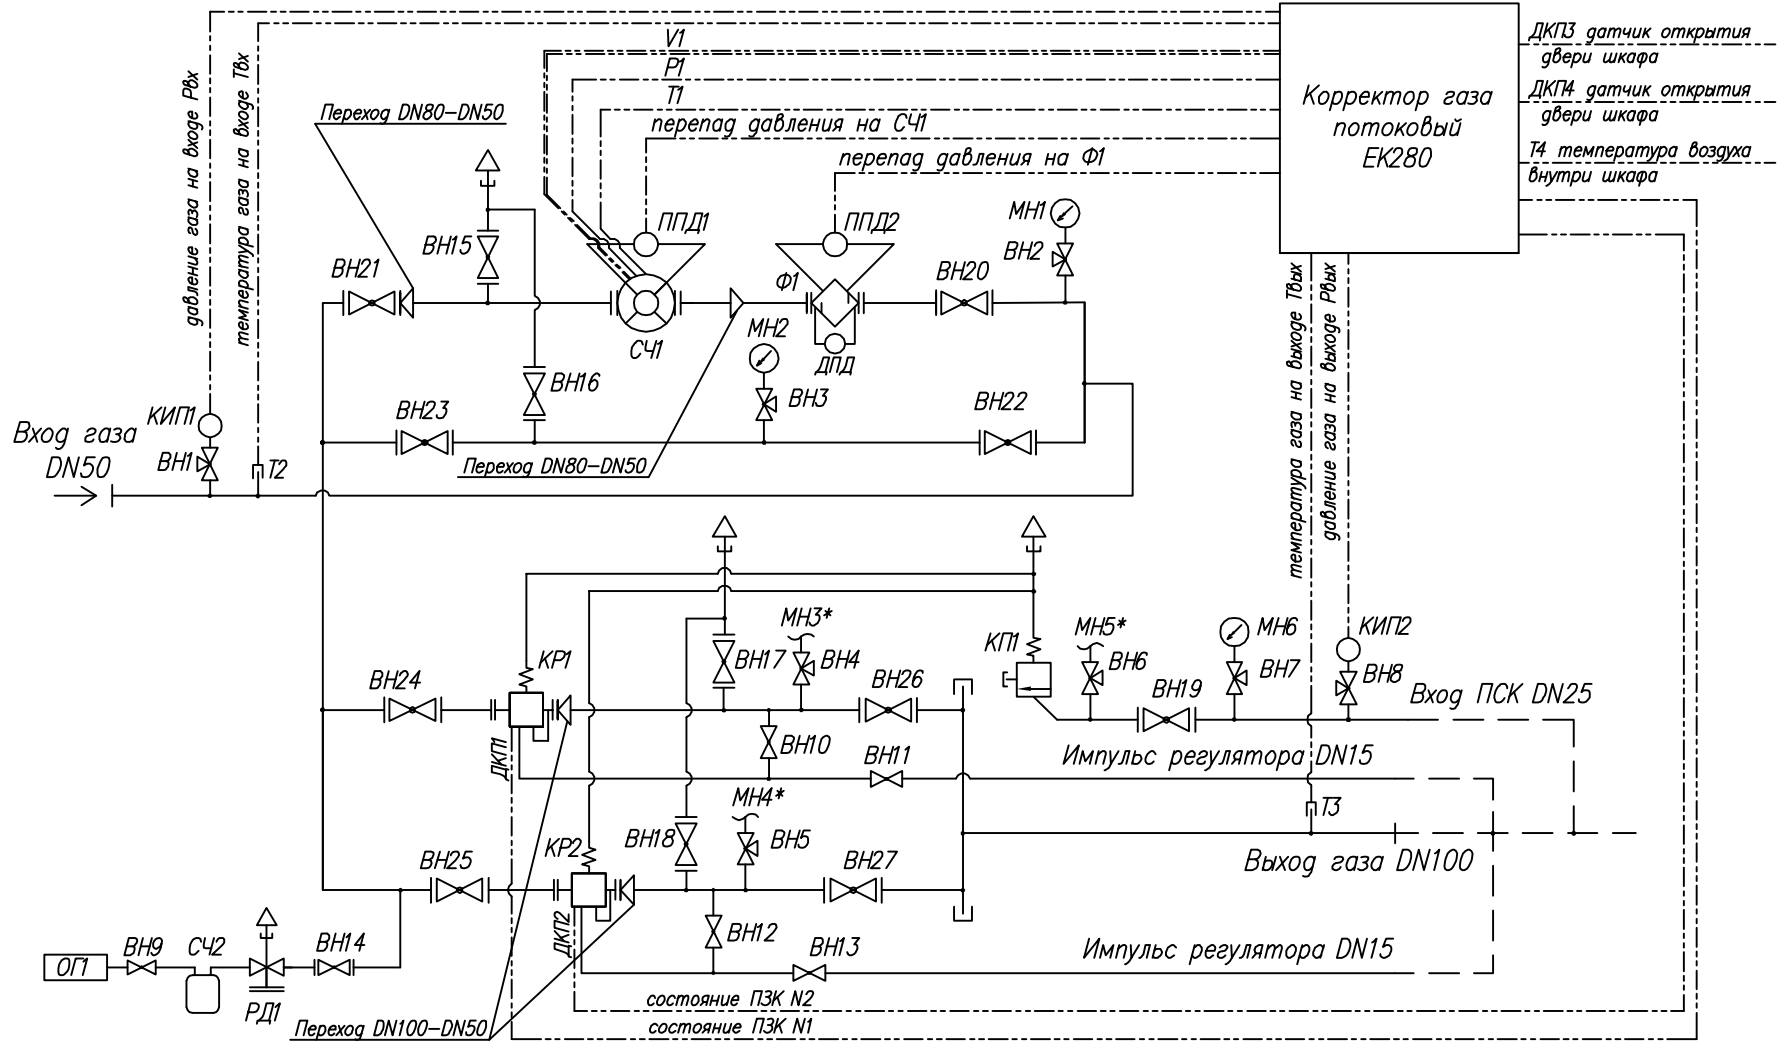 V1
P1
T1
перепад давления на СЧ1
перепад давления на Ф1
давление газа на входе Рвх
температура газа на входе Твх
Переход DN80-DN50
Корректор газа
потоковый
ЕК280
ДКП3 датчик открытия
двери шкафа
ДКП4 датчик открытия
двери шкафа
Т4 температура воздуха
внутри шкафа
ВН21
ВН15
ППД1
ППД2
МН1
ВН2
Ф1
ВН20
СЧ1
МН2
ДПД
ВН16
ВН3
ВН23
ВН22
КИП1
Вход газа
DN50
ВН1
Т2
Переход DN80-DN50
температура газа на выходе Твых
давление газа на выходе Рвых
КР1
ВН17
МН3*
ВН4
КП1
МН5*
ВН6
МН6
ВН7
КИП2
ВН8
ВН24
ВН26
ВН19
Вход ПСК DN25
ДКП1
ВН10
ВН11
Импульс регулятора DN15
МН4*
Т3
КР2
ВН18
ВН5
ВН25
ВН27
Выход газа DN100
ДКП2
ВН12
ВН13
Импульс регулятора DN15
ОГ1
ВН9
СЧ2
РД1
ВН14
Переход DN100-DN50
состояние ПЗК N2
состояние ПЗК N1